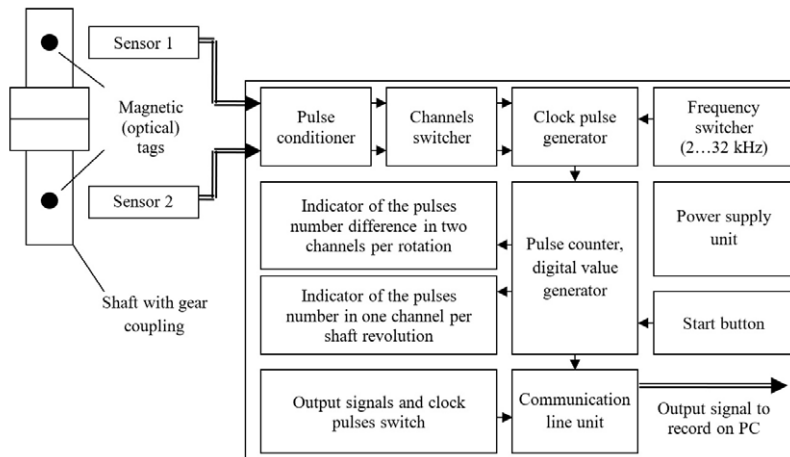 Sensor 1
Magnetic
(optical)
tags
Sensor 2
Shaft with gear
coupling
Pulse
conditioner
Channels
switcher
Clock pulse
generator
Frequency
switcher
(2…32 kHz)
Indicator of the pulses
number difference in two
channels per rotation
Pulse counter,
digital value
generator
Power supply
unit
Indicator of the pulses
number in one channel per
shaft revolution
Start button
Output signals and clock
pulses switch
Communication
line unit
Output signal to
record on PC